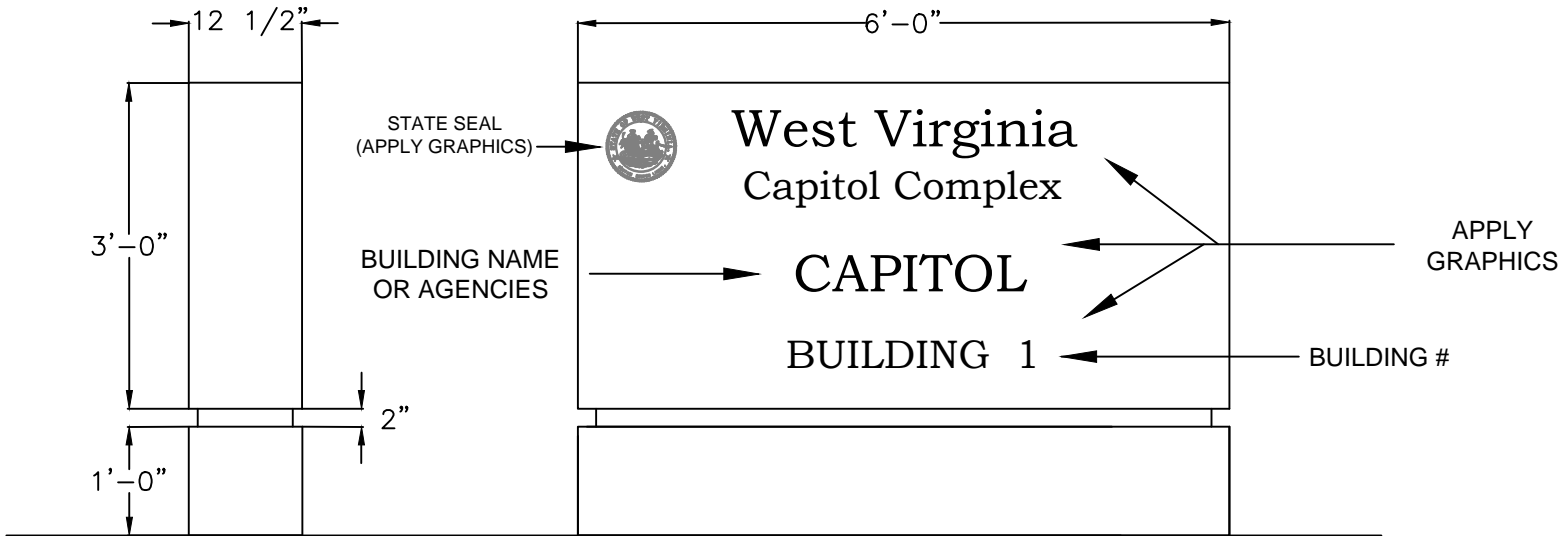 12 1/2”
6’-0”
STATE SEAL
(APPLY GRAPHICS)
West Virginia
Capitol Complex
3’-0”
BUILDING NAME
OR AGENCIES
CAPITOL
APPLY
GRAPHICS
BUILDING 1
BUILDING #
2”
1’-0”